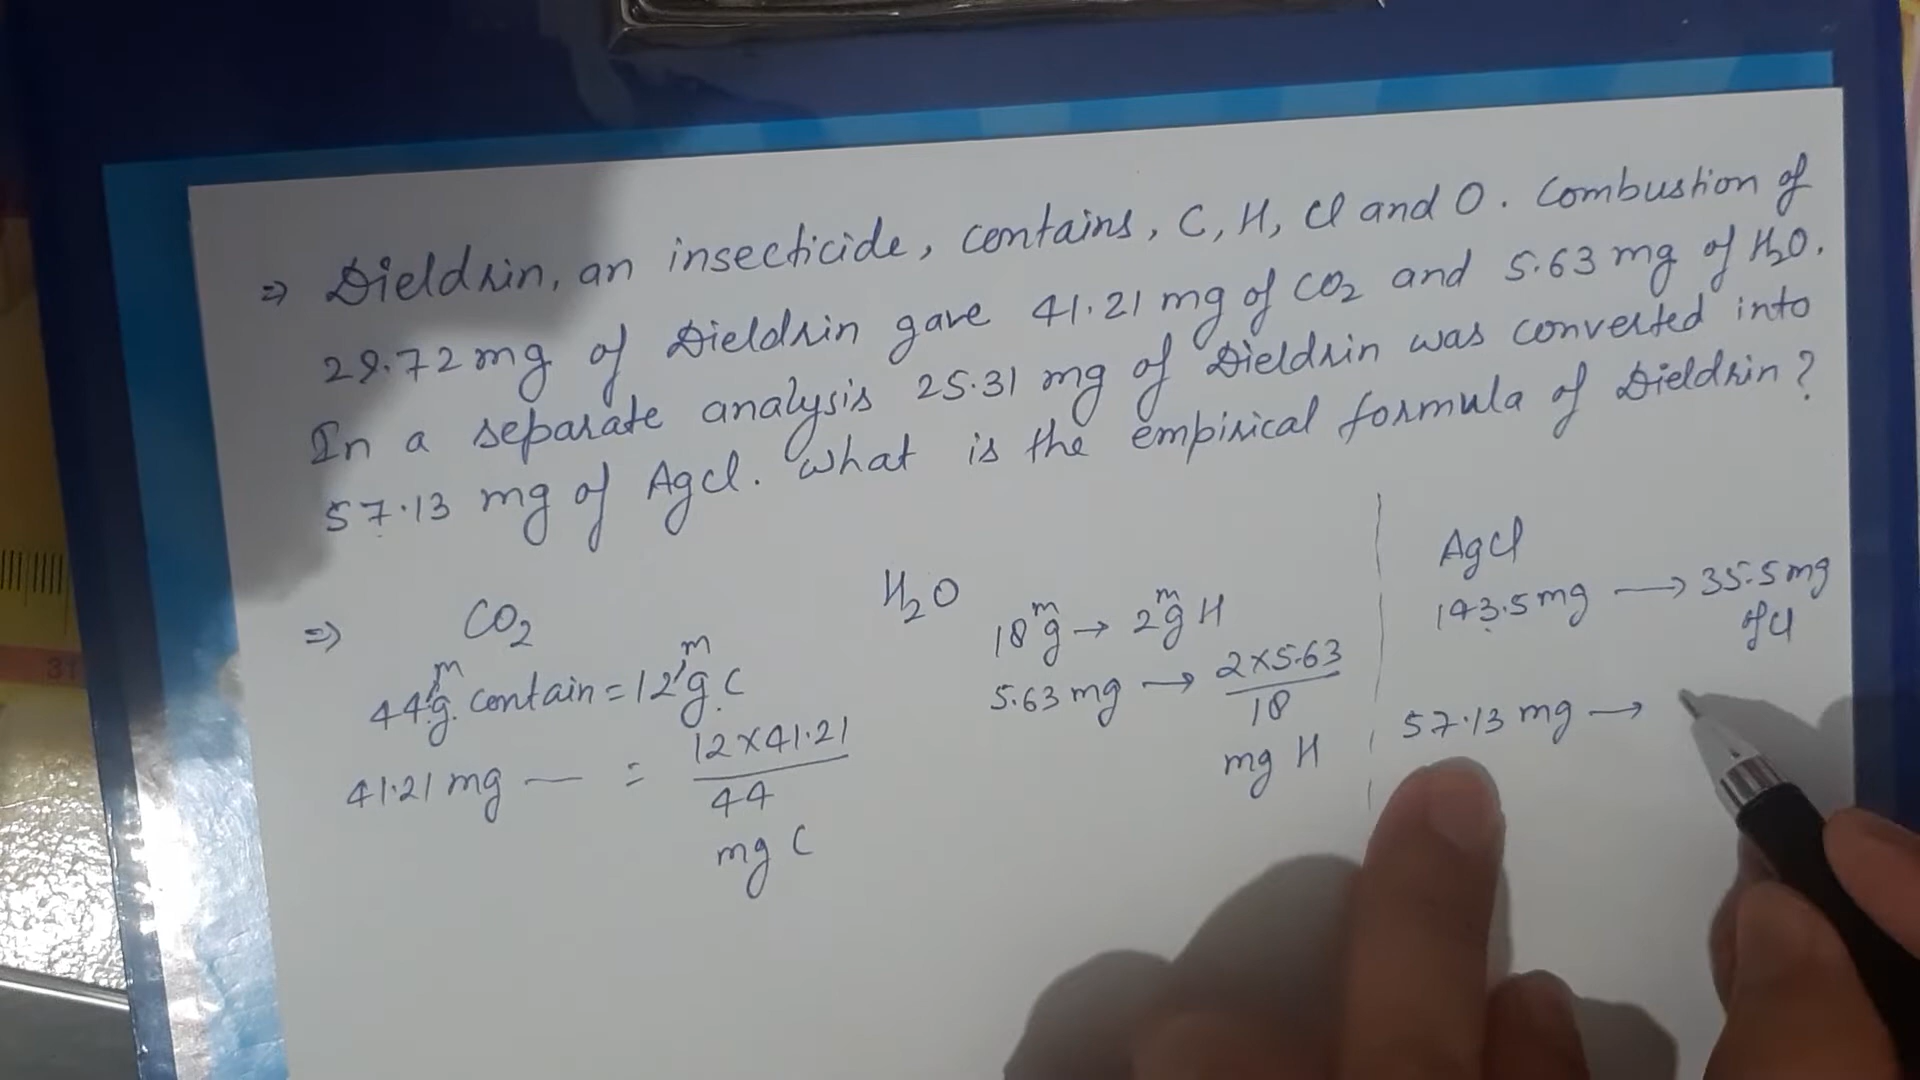 ⇒ Dieldrin, an insecticide, contains, C, H, Cl and O. Combustion of
29.72 mg of Dieldrin gave 41.21 mg of CO2 and 5.63 mg of H2O.
In a separate analysis 25.31 mg of Dieldrin was converted into
57.13 mg of AgCl. What is the empirical formula of Dieldrin?
⇒ CO2
44 mg contain = 12 mg C
41.21 mg — = 12×41.21 / 44
mg C
H2O
18 mg → 2 mg H
5.63 mg → 2×5.63 / 18
mg H
AgCl
143.5 mg → 35.5 mg
of Cl
57.13 mg →